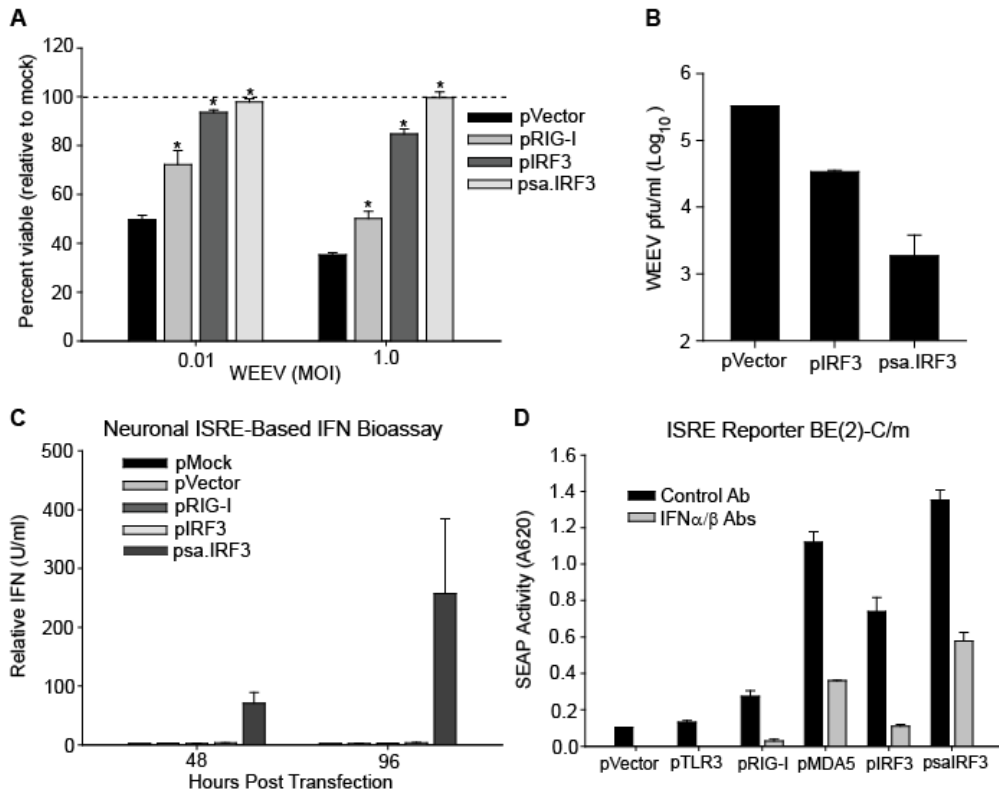 A
Percent viable (relative to mock)
120
100
80
60
40
20
0
* * *
* * *
0.01 1.0
WEEV (MOI)
pVector
pRIG-I
pIRF3
psa.IRF3
B
WEEV pfu/ml (Log10)
6
5
4
3
2
pVector pIRF3 psa.IRF3
C
Neuronal ISRE-Based IFN Bioassay
Relative IFN (U/ml)
500
400
300
200
100
0
pMock
pVector
pRIG-I
pIRF3
psa.IRF3
48 96
Hours Post Transfection
D
ISRE Reporter BE(2)-C/m
SEAP Activity (A620)
1.6
1.4
1.2
1.0
0.8
0.6
0.4
0.2
0.0
Control Ab
IFNα/β Abs
pVector pTLR3 pRIG-I pMDA5 pIRF3 psaIRF3